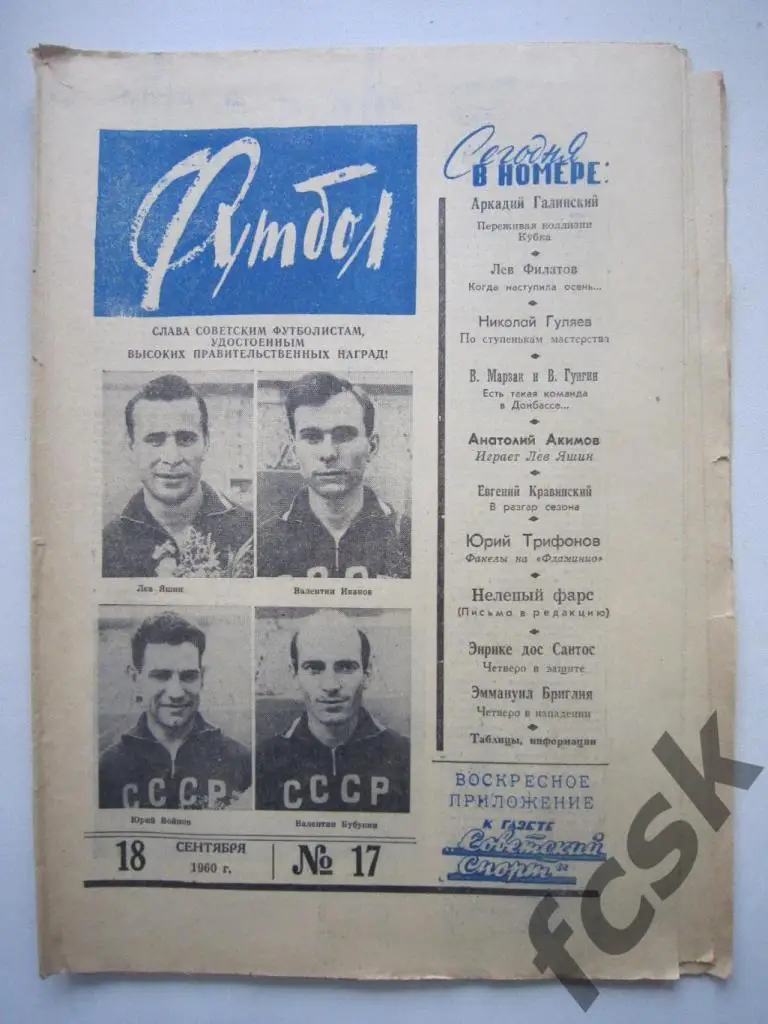 Футбол
СЛАВА СОВЕТСКИМ ФУТБОЛИСТАМ,
УДОСТОЕННЫМ
ВЫСОКИХ ПРАВИТЕЛЬСТВЕННЫХ НАГРАД!
Лев Яшин
Валентин Иванов
СССР
Юрий Войнов
Валентин Бубукин
СССР
СССР
18 СЕНТЯБРЯ
1960 г.
№ 17
Сегодня
В НОМЕРЕ:
Аркадий Галинский
Переживая коллизии
Кубка
Лев Филатов
Когда наступила осень...
Николай Гуляев
По ступенькам мастерства
В. Марзак и В. Гунгин
Есть такая команда
в Донбассе...
Анатолий Акимов
Играет Лев Яшин
Евгений Кравинский
В разгар сезона
Юрий Трифонов
Факелы на «Фламинио»
Нелепый фарс
(Письма в редакцию)
Энрике дос Сантос
Четверо в защите
Эммануил Бриглия
Четверо в нападении
Таблицы, информации
ВОСКРЕСНОЕ
ПРИЛОЖЕНИЕ
К ГАЗЕТЕ
„Советский
Спорт“
fcsk